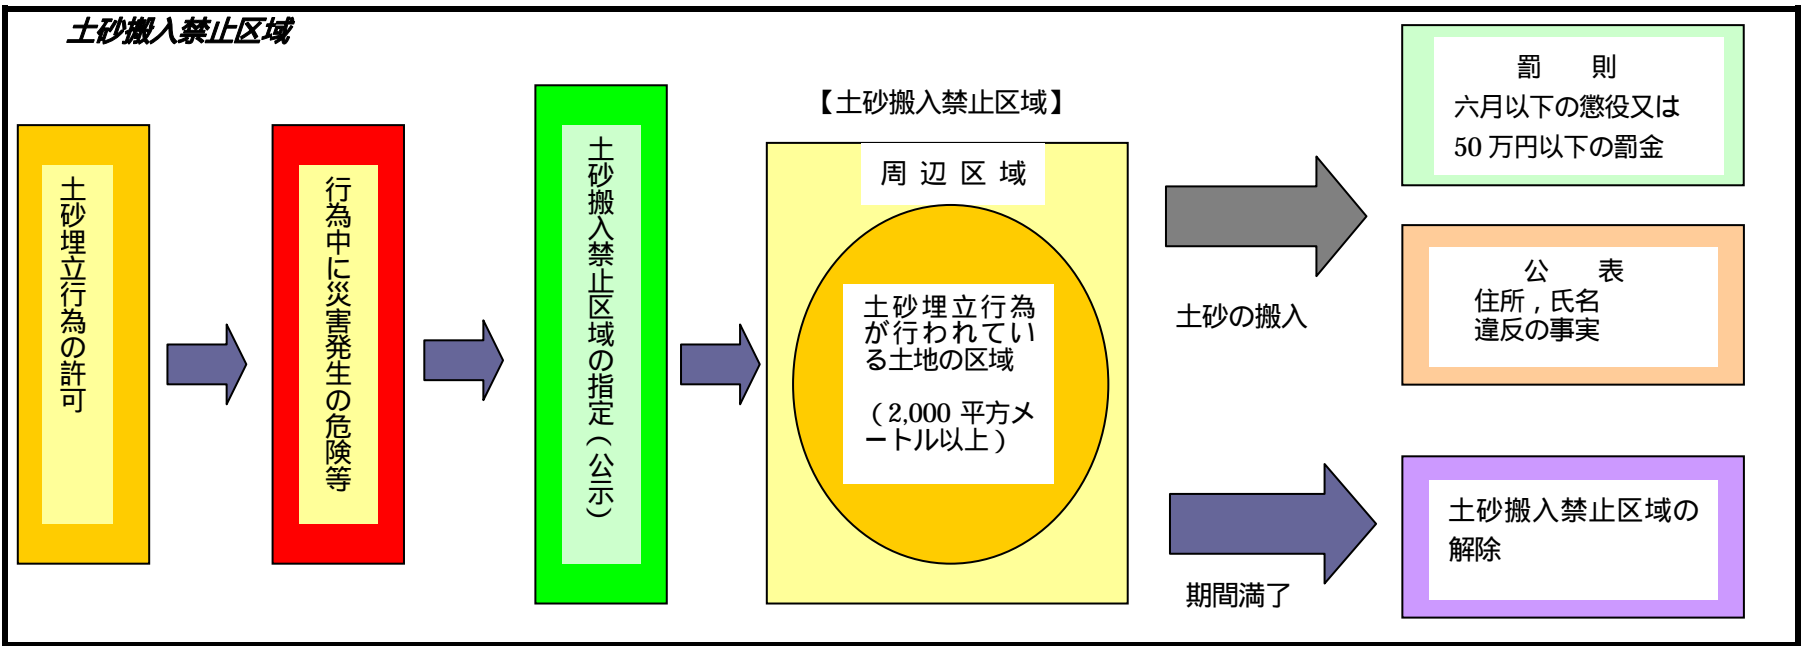 土砂搬入禁止区域
土砂埋立行為の許可
行為中に災害発生の危険等
土砂搬入禁止区域の指定（公示）
【土砂搬入禁止区域】
周辺区域
土砂埋立行為
が行われてい
る土地の区域
（2,000 平方メ
ートル以上）
土砂の搬入
期間満了
罰　則
六月以下の懲役又は
50 万円以下の罰金
公　表
住所，氏名
違反の事実
土砂搬入禁止区域の
解除